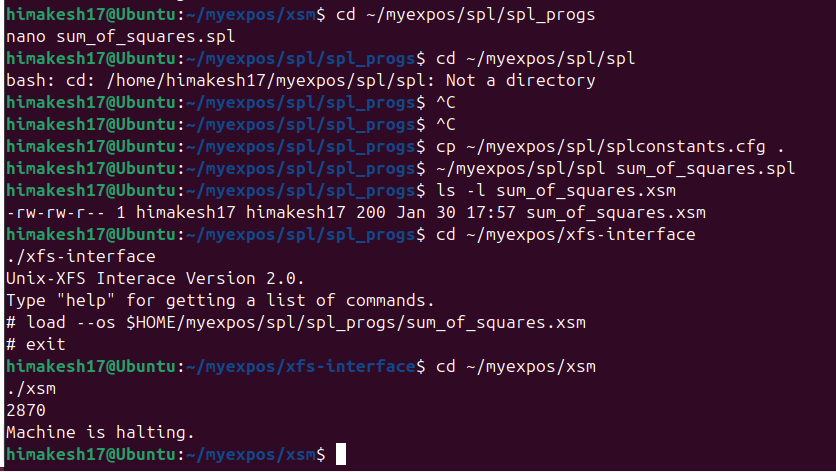 himakesh17@Ubuntu:~/myexpos/xsm$ cd ~/myexpos/spl/spl_progs
nano sum_of_squares.spl
himakesh17@Ubuntu:~/myexpos/spl/spl_progs$ cd ~/myexpos/spl/spl
bash: cd: /home/himakesh17/myexpos/spl/spl: Not a directory
himakesh17@Ubuntu:~/myexpos/spl/spl_progs$ ^C
himakesh17@Ubuntu:~/myexpos/spl/spl_progs$ ^C
himakesh17@Ubuntu:~/myexpos/spl/spl_progs$ cp ~/myexpos/spl/splconstants.cfg .
himakesh17@Ubuntu:~/myexpos/spl/spl_progs$ ~/myexpos/spl/spl sum_of_squares.spl
himakesh17@Ubuntu:~/myexpos/spl/spl_progs$ ls -l sum_of_squares.xsm
-rw-rw-r-- 1 himakesh17 himakesh17 200 Jan 30 17:57 sum_of_squares.xsm
himakesh17@Ubuntu:~/myexpos/spl/spl_progs$ cd ~/myexpos/xfs-interface
./xfs-interface
Unix-XFS Interace Version 2.0.
Type "help" for getting a list of commands.
# load --os $HOME/myexpos/spl/spl_progs/sum_of_squares.xsm
# exit
himakesh17@Ubuntu:~/myexpos/xfs-interface$ cd ~/myexpos/xsm
./xsm
2870
Machine is halting.
himakesh17@Ubuntu:~/myexpos/xsm$